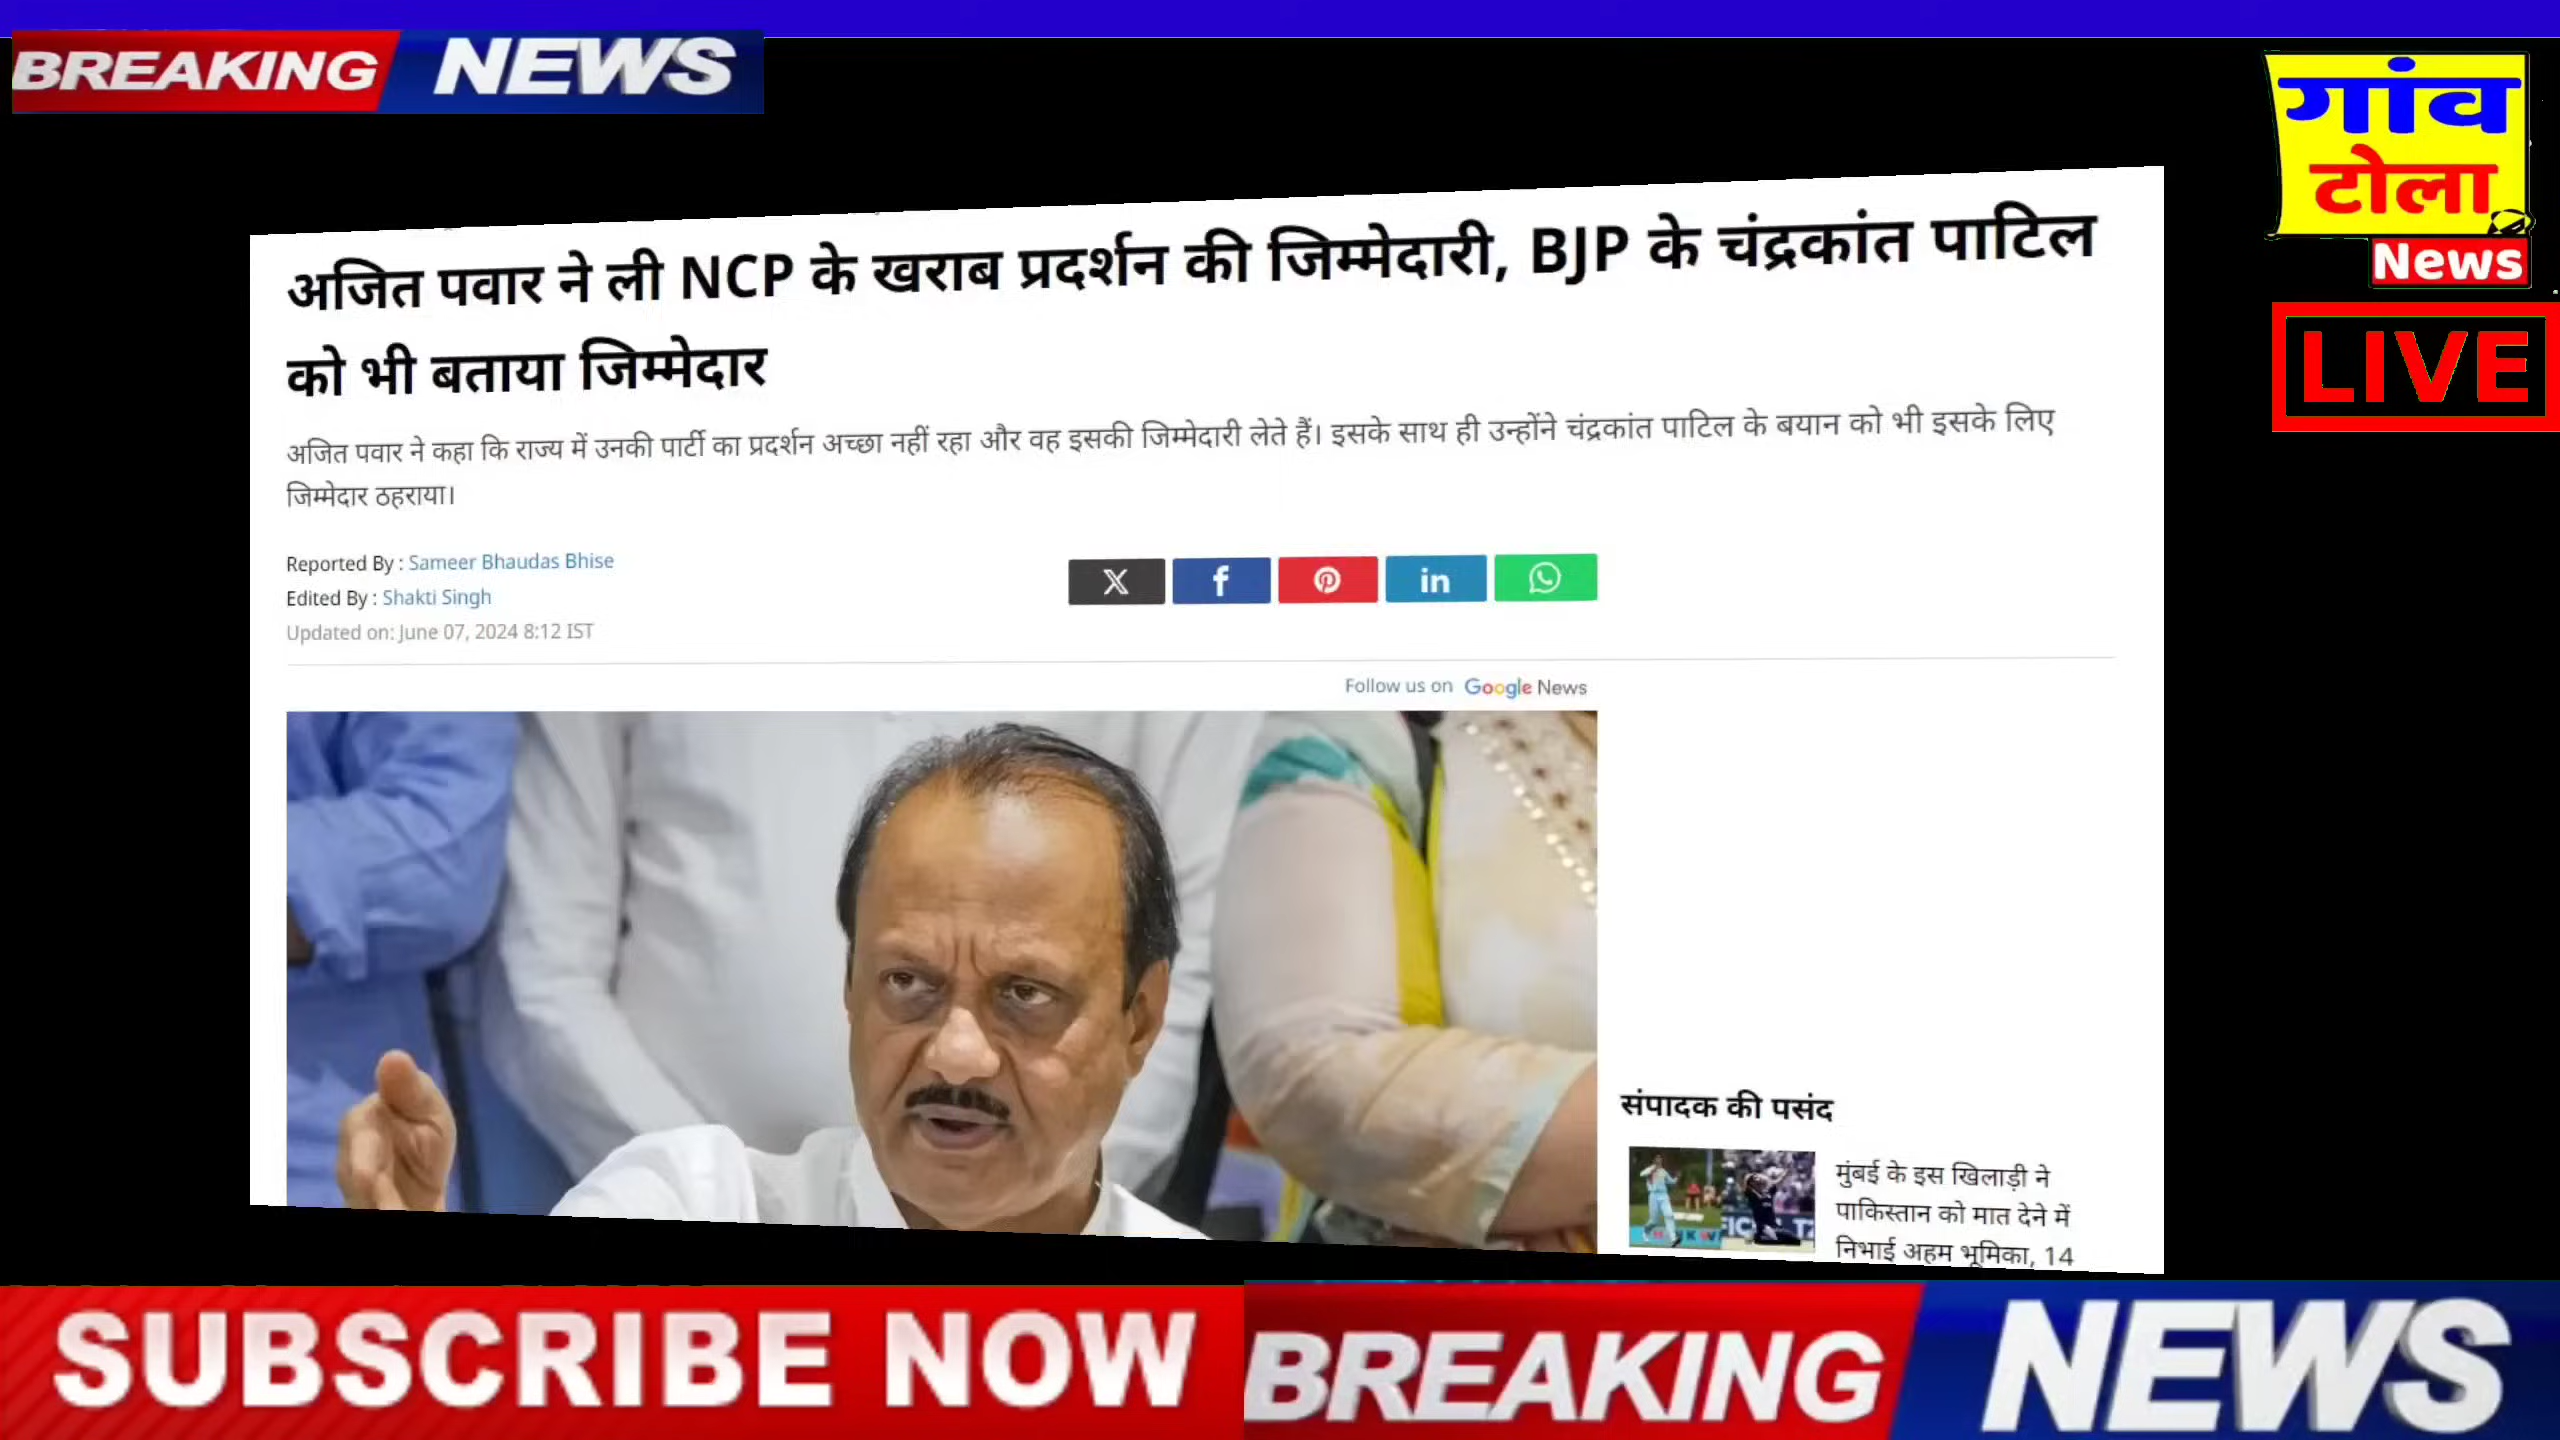 BREAKING NEWS
गांव
टोला
News
LIVE
अजित पवार ने ली NCP के खराब प्रदर्शन की जिम्मेदारी, BJP के चंद्रकांत पाटिल
को भी बताया जिम्मेदार
अजित पवार ने कहा कि राज्य में उनकी पार्टी का प्रदर्शन अच्छा नहीं रहा और वह इसकी जिम्मेदारी लेते हैं। इसके साथ ही उन्होंने चंद्रकांत पाटिल के बयान को भी इसके लिए
जिम्मेदार ठहराया।
Reported By : Sameer Bhaudas Bhise
Edited By : Shakti Singh
Updated on: June 07, 2024 8:12 IST
Follow us on Google News
संपादक की पसंद
मुंबई के इस खिलाड़ी ने
पाकिस्तान को मात देने में
निभाई अहम भूमिका, 14
SUBSCRIBE NOW
BREAKING NEWS